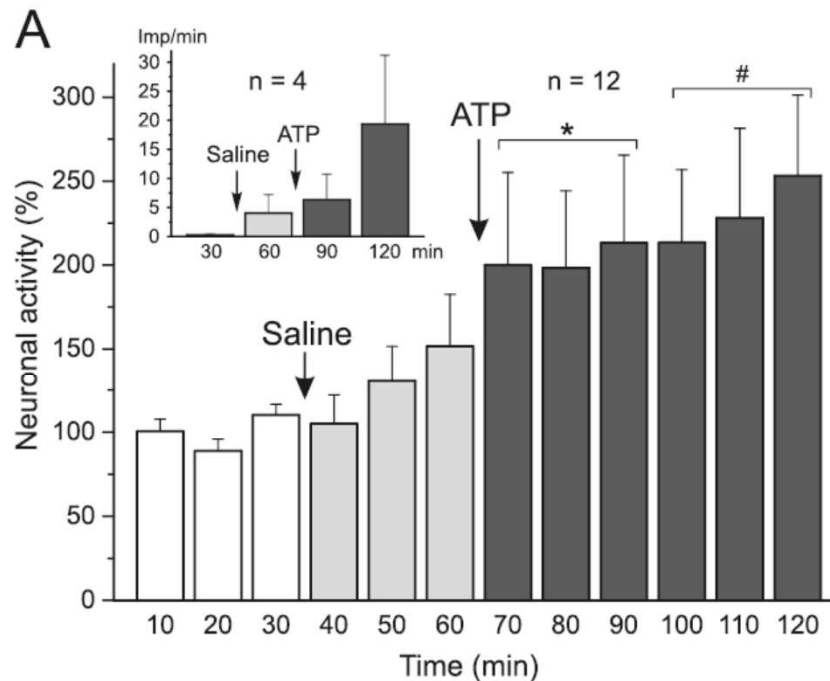 A
Imp/min
30
25
20
15
10
5
0
n = 4
Saline
ATP
30 60 90 120 min
n = 12
ATP
*
#
Neuronal activity (%)
300
250
200
150
100
50
0
Saline
10 20 30 40 50 60 70 80 90 100 110 120
Time (min)